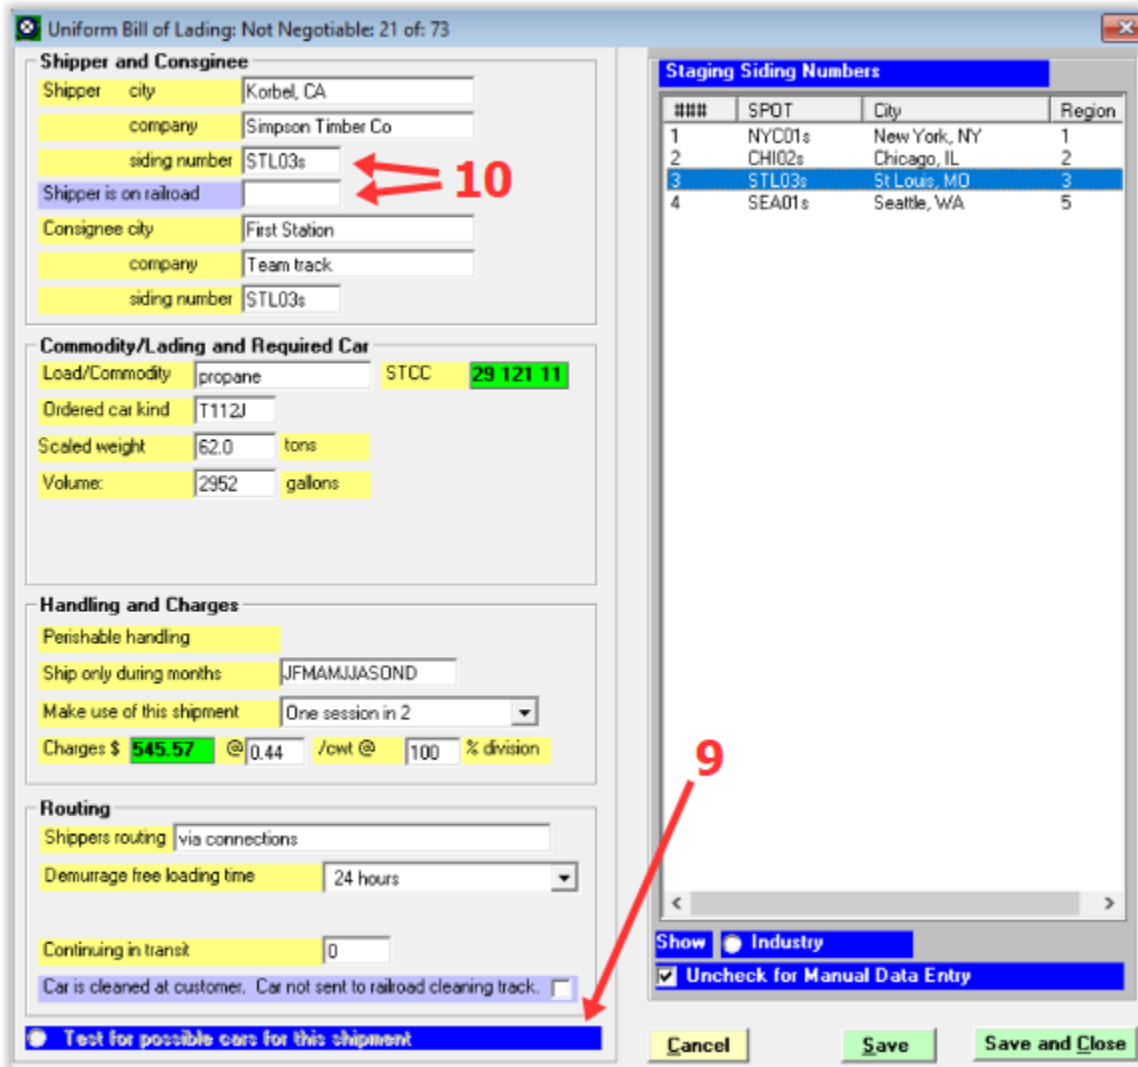 Uniform Bill of Lading: Not Negotiable: 21 of: 73
Shipper and Consginee
Shipper city Korbel, CA
company Simpson Timber Co
siding number STL03s
10
Shipper is on railroad
Consignee city First Station
company Team track
siding number STL03s
Commodity/Lading and Required Car
Load/Commodity propane STCC 29 121 11
Ordered car kind T112J
Scaled weight 62.0 tons
Volume: 2952 gallons
Handling and Charges
Perishable handling
Ship only during months JFMAMJJASOND
Make use of this shipment One session in 2
Charges $ 545.57 @ 0.44 /cwt @ 100 % division
9
Routing
Shippers routing via connections
Demurrage free loading time 24 hours
Continuing in transit 0
Car is cleaned at customer. Car not sent to railroad cleaning track.
Test for possible cars for this shipment
Staging Siding Numbers
### SPOT City Region
1 NYC01s New York, NY 1
2 CHI02s Chicago, IL 2
3 STL03s St Louis, MO 3
4 SEA01s Seattle, WA 5
Show Industry
Uncheck for Manual Data Entry
Cancel Save Save and Close